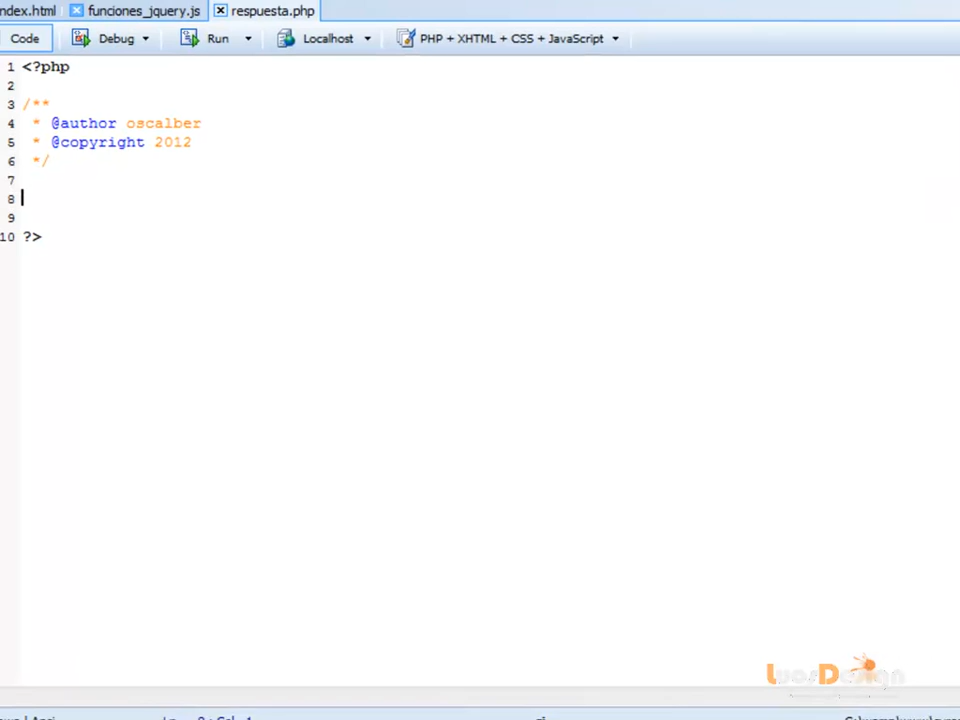 ndex.html funciones_jquery.js respuesta.php
Code Debug Run Localhost PHP + XHTML + CSS + JavaScript
1 <?php
2
3 /**
4 * @author oscalber
5 * @copyright 2012
6 */
7
8
9
10 ?>